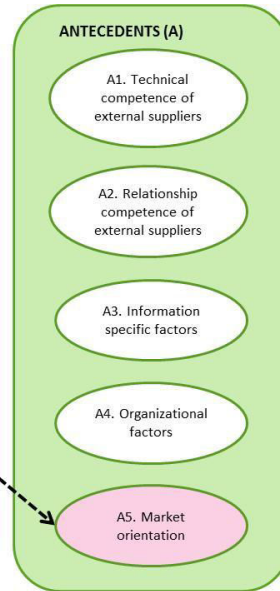 ANTECEDENTS (A)
A1. Technical
competence of
external suppliers
A2. Relationship
competence of
external suppliers
A3. Information
specific factors
A4. Organizational
factors
A5. Market
orientation